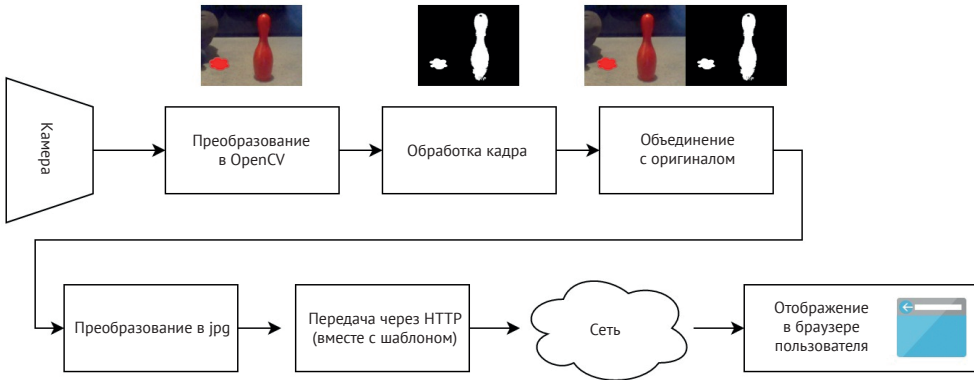 Камера
Преобразование
в OpenCV
Обработка кадра
Объединение
с оригиналом
Преобразование в jpg
Передача через HTTP
(вместе с шаблоном)
Сеть
Отображение
в браузере
пользователя